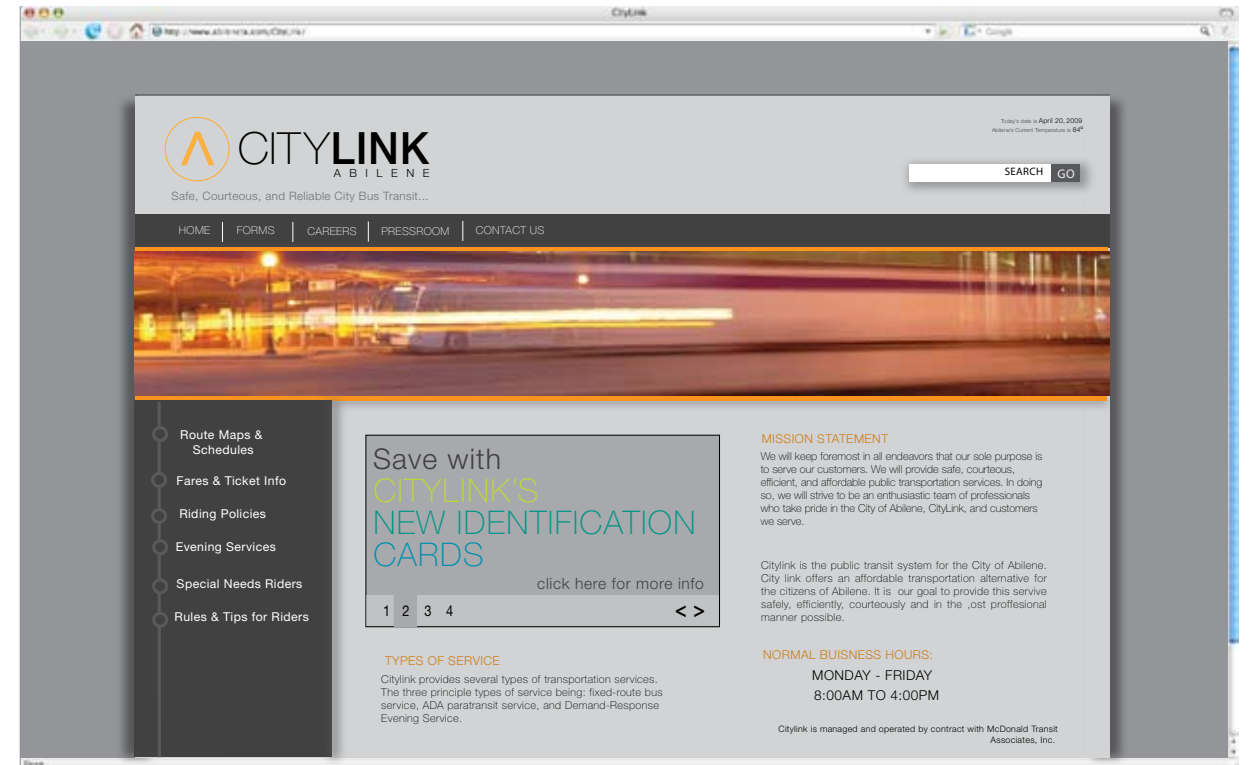 CityLink
Google
CITYLINK
ABILENE
Safe, Courteous, and Reliable City Bus Transit...
Today's date is April 20, 2009
Abilene's Current Temperature is 84°
SEARCH GO
HOME FORMS CAREERS PRESSROOM CONTACT US
Route Maps &
Schedules
Fares & Ticket Info
Riding Policies
Evening Services
Special Needs Riders
Rules & Tips for Riders
Save with
CITYLINK'S
NEW IDENTIFICATION
CARDS
click here for more info
1 2 3 4 < >
TYPES OF SERVICE
Citylink provides several types of transportation services.
The three principle types of service being: fixed-route bus
service, ADA paratransit service, and Demand-Response
Evening Service.
MISSION STATEMENT
We will keep foremost in all endeavors that our sole purpose is
to serve our customers. We will provide safe, courteous,
efficient, and affordable public transportation services. In doing
so, we will strive to be an enthusiastic team of professionals
who take pride in the City of Abilene, CityLink, and customers
we serve.
Citylink is the public transit system for the City of Abilene.
City link offers an affordable transportation alternative for
the citizens of Abilene. It is our goal to provide this servive
safely, efficiently, courteously and in the ,ost proffesional
manner possible.
NORMAL BUISNESS HOURS:
MONDAY - FRIDAY
8:00AM TO 4:00PM
Citylink is managed and operated by contract with McDonald Transit
Associates, Inc.